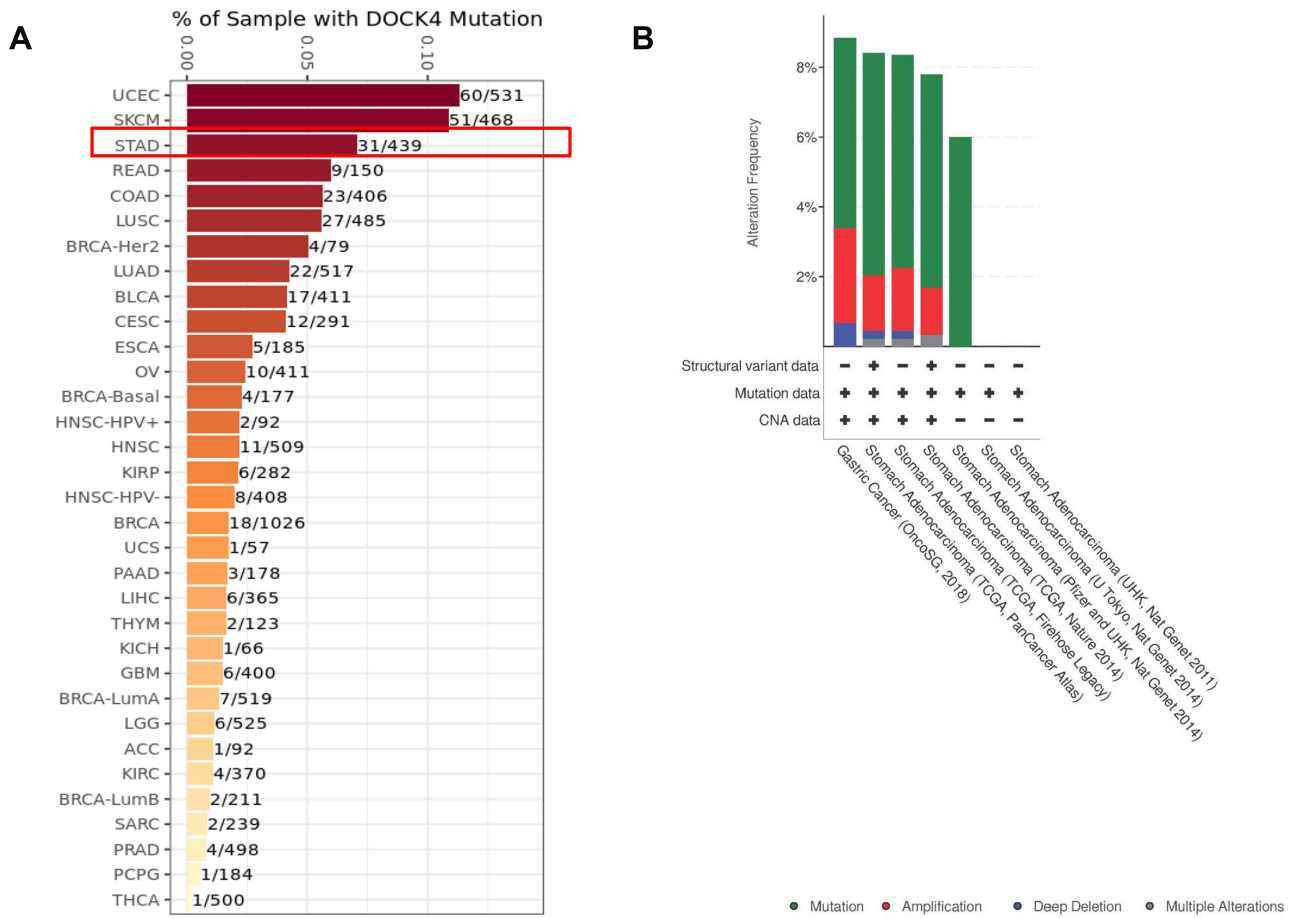 A
% of Sample with DOCK4 Mutation
0.00
0.05
0.10
UCEC 60/531
SKCM 51/468
STAD 31/439
READ 9/150
COAD 23/406
LUSC 27/485
BRCA-Her2 4/79
LUAD 22/517
BLCA 17/411
CESC 12/291
ESCA 5/185
OV 10/411
BRCA-Basal 4/177
HNSC-HPV+ 2/92
HNSC 11/509
KIRP 6/282
HNSC-HPV- 8/408
BRCA 18/1026
UCS 1/57
PAAD 3/178
LIHC 6/365
THYM 2/123
KICH 1/66
GBM 6/400
BRCA-LumA 7/519
LGG 6/525
ACC 1/92
KIRC 4/370
BRCA-LumB 2/211
SARC 2/239
PRAD 4/498
PCPG 1/184
THCA 1/500
B
Alteration Frequency
8%
6%
4%
2%
Structural variant data - + - + - - -
Mutation data + + + + + + +
CNA data + + + + - - -
Gastric Cancer (OncoSG, 2018)
Stomach Adenocarcinoma (TCGA, PanCancer Atlas)
Stomach Adenocarcinoma (TCGA, Firehose Legacy)
Stomach Adenocarcinoma (TCGA, Nature 2014)
Stomach Adenocarcinoma (Pfizer and UHK, Nat Genet 2014)
Stomach Adenocarcinoma (U Tokyo, Nat Genet 2014)
Stomach Adenocarcinoma (UHK, Nat Genet 2011)
Mutation
Amplification
Deep Deletion
Multiple Alterations